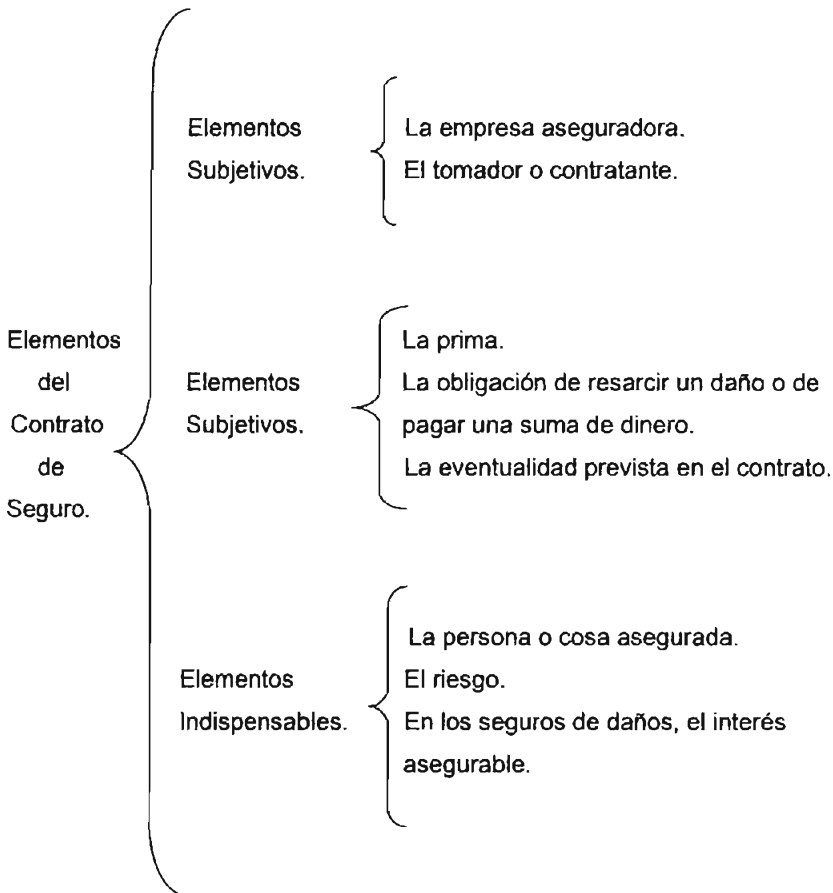 Elementos
del
Contrato
de
Seguro.
Elementos
Subjetivos.
La empresa aseguradora.
El tomador o contratante.
Elementos
Subjetivos.
La prima.
La obligación de resarcir un daño o de
pagar una suma de dinero.
La eventualidad prevista en el contrato.
Elementos
Indispensables.
La persona o cosa asegurada.
El riesgo.
En los seguros de daños, el interés
asegurable.